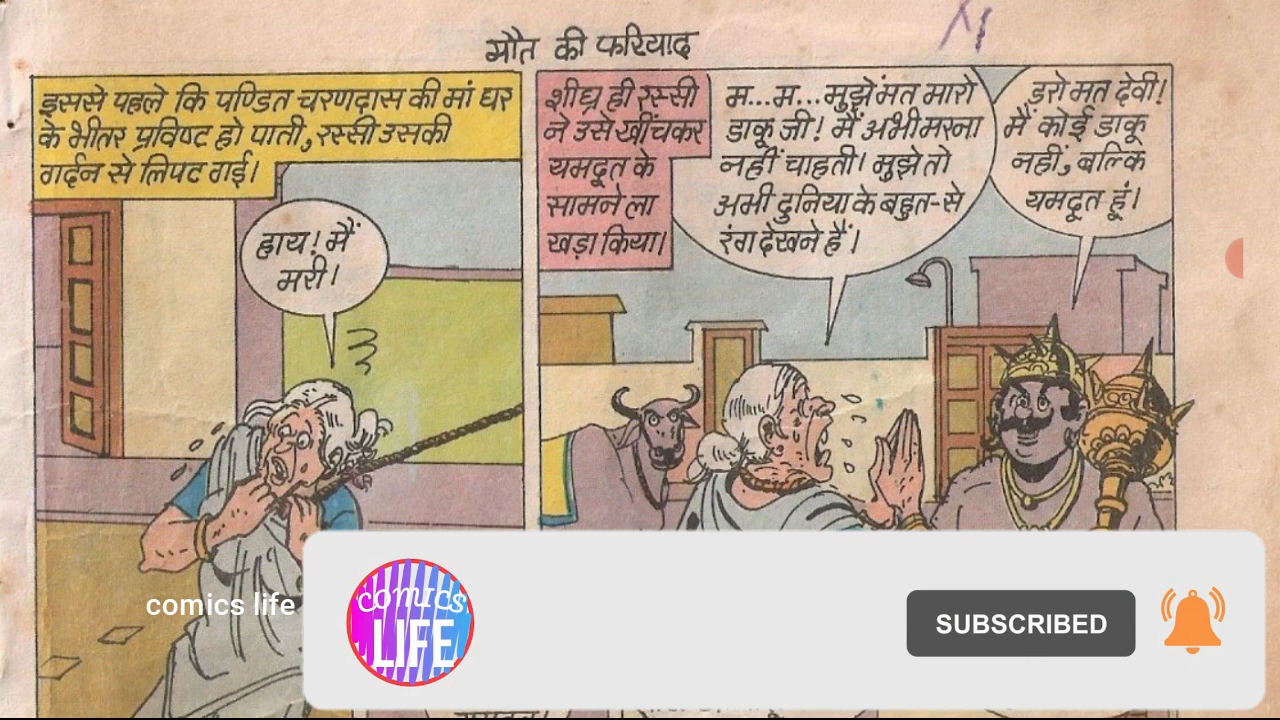 मौत की फरियाद
इससे पहले कि पण्डित चरणदास की मां घर
के भीतर प्रविष्ट हो पाती, रस्सी उसकी
गर्दन से लिपट गई।
हाय! मैं
मरी।
शीघ्र ही रस्सी
ने उसे खींचकर
यमदूत के
सामने ला
खड़ा किया।
म...म...मुझे मत मारो
डाकू जी! मैं अभी मरना
नहीं चाहती। मुझे तो
अभी दुनिया के बहुत-से
रंग देखने हैं।
डरो मत देवी!
मैं कोई डाकू
नहीं, बल्कि
यमदूत हूं।
comics life
comics
LIFE
SUBSCRIBED